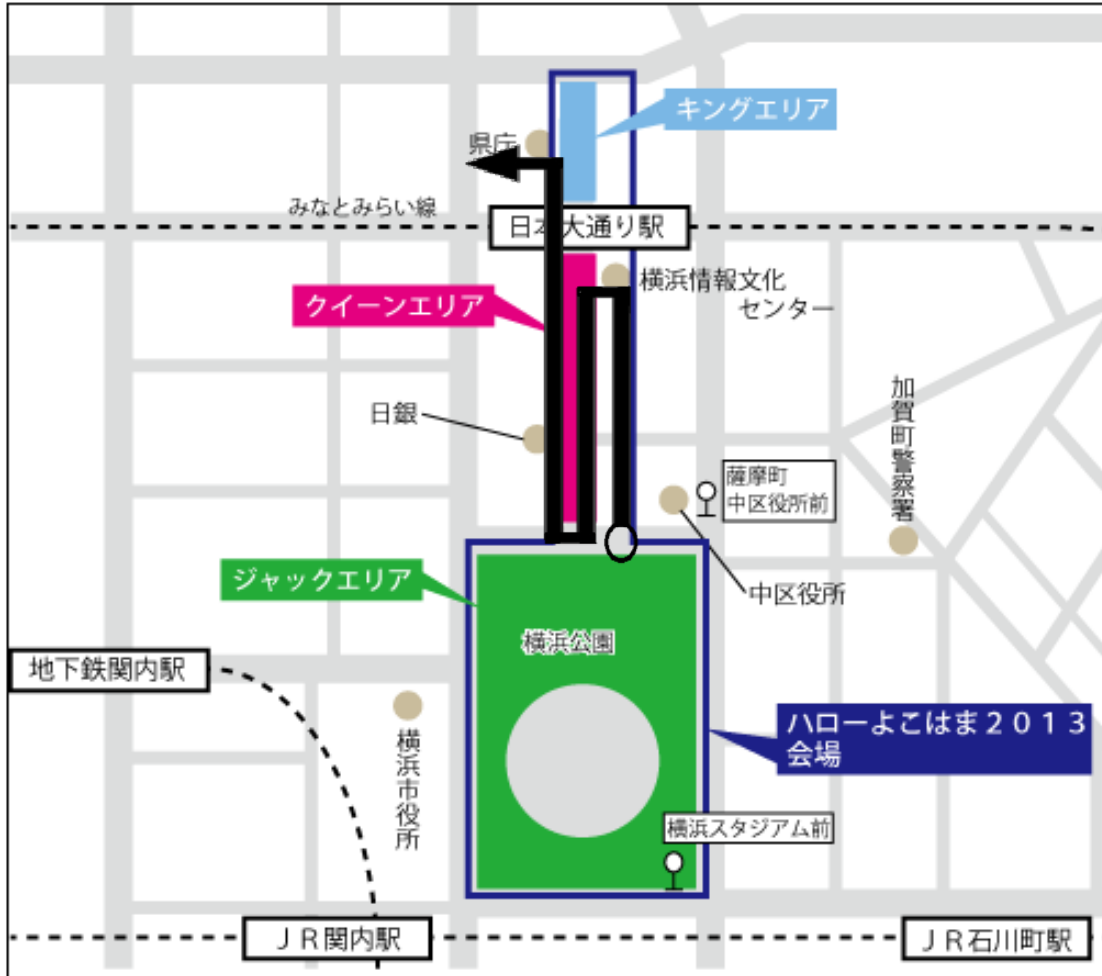 キングエリア
県庁
みなとみらい線
日本大通り駅
横浜情報文化
センター
クイーンエリア
日銀
加賀町警察署
薩摩町
中区役所前
中区役所
ジャックエリア
横浜公園
地下鉄関内駅
横浜市役所
ハローよこはま２０１３
会場
横浜スタジアム前
ＪＲ関内駅
ＪＲ石川町駅